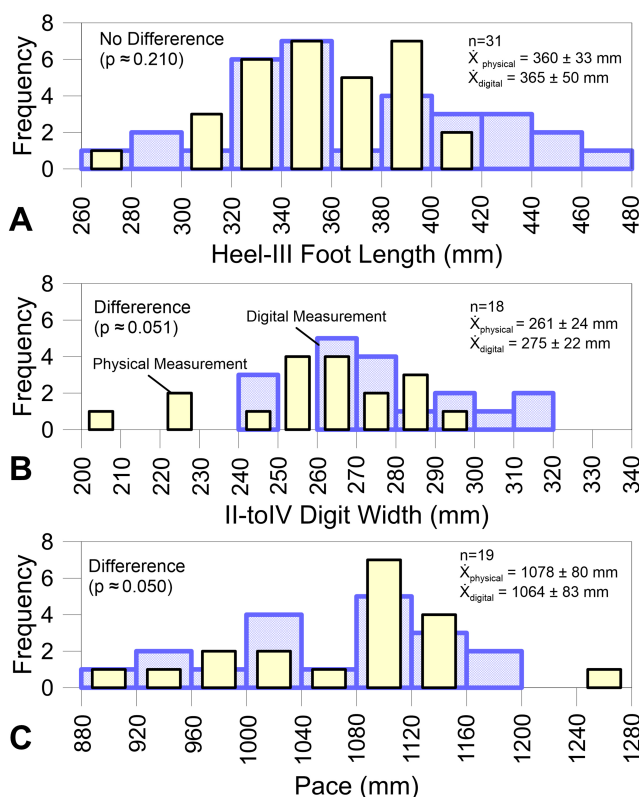 8
6
4
2
0
Frequency
No Differerence
(p ≈ 0.210)
n=31
Ẋ physical = 360 ± 33 mm
Ẋdigital = 365 ± 50 mm
260 280 300 320 340 360 380 400 420 440 460 480
A
Heel-III Foot Length (mm)
8
6
4
2
0
Frequency
Differerence
(p ≈ 0.051)
Digital Measurement
Physical Measurement
n=18
Ẋphysical = 261 ± 24 mm
Ẋdigital = 275 ± 22 mm
200 210 220 230 240 250 260 270 280 290 300 310 320 330 340
B
II-toIV Digit Width (mm)
8
6
4
2
0
Frequency
Differerence
(p ≈ 0.050)
n=19
Ẋphysical = 1078 ± 80 mm
Ẋdigital = 1064 ± 83 mm
880 920 960 1000 1040 1080 1120 1160 1200 1240 1280
C
Pace (mm)